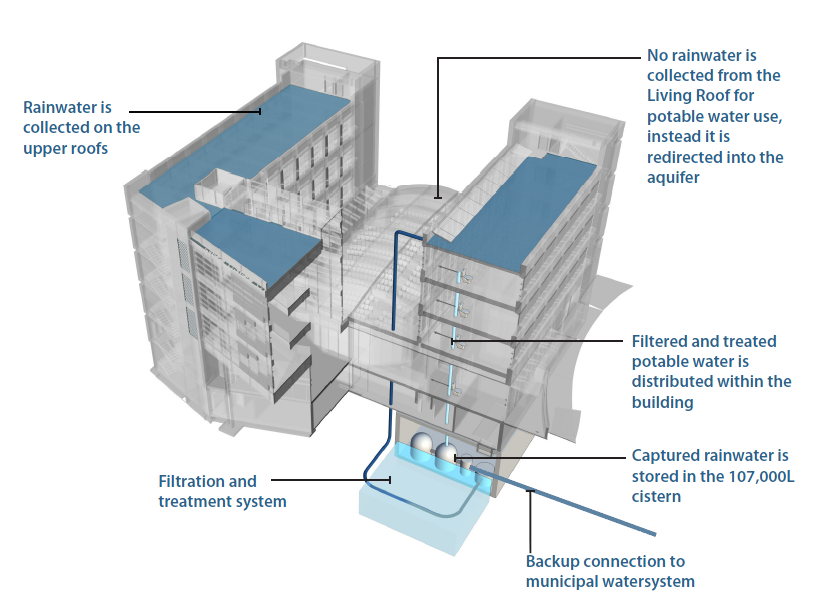 Rainwater is
collected on the
upper roofs
No rainwater is
collected from the
Living Roof for
potable water use,
instead it is
redirected into the
aquifer
Filtered and treated
potable water is
distributed within the
building
Captured rainwater is
stored in the 107,000L
cistern
Filtration and
treatment system
Backup connection to
municipal watersystem